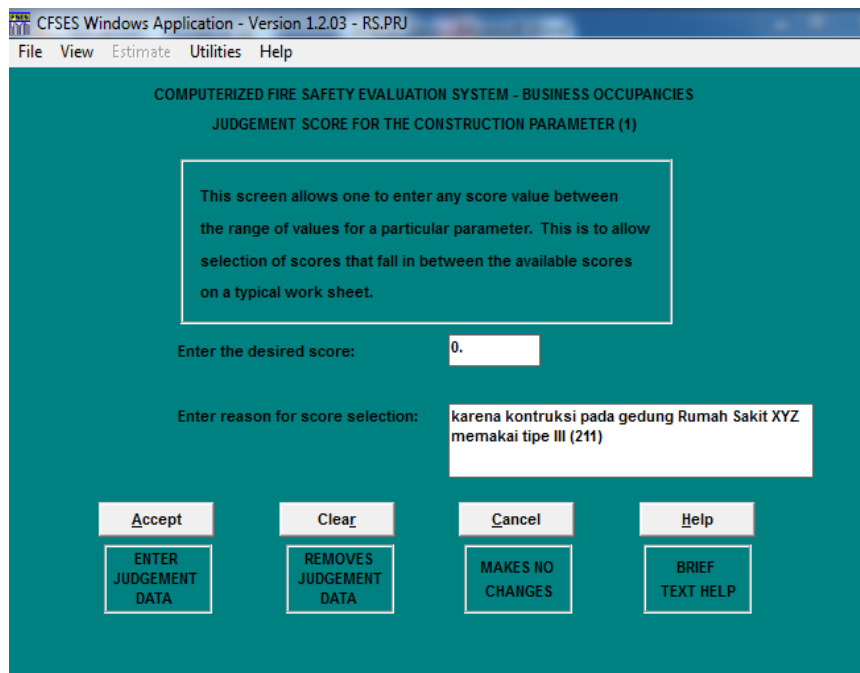 CFSES Windows Application - Version 1.2.03 - RS.PRJ
File View Estimate Utilities Help
COMPUTERIZED FIRE SAFETY EVALUATION SYSTEM - BUSINESS OCCUPANCIES
JUDGEMENT SCORE FOR THE CONSTRUCTION PARAMETER (1)
This screen allows one to enter any score value between
the range of values for a particular parameter. This is to allow
selection of scores that fall in between the available scores
on a typical work sheet.
Enter the desired score: 0.
Enter reason for score selection: karena kontruksi pada gedung Rumah Sakit XYZ
memakai tipe III (211)
Accept Clear Cancel Help
ENTER
JUDGEMENT
DATA
REMOVES
JUDGEMENT
DATA
MAKES NO
CHANGES
BRIEF
TEXT HELP